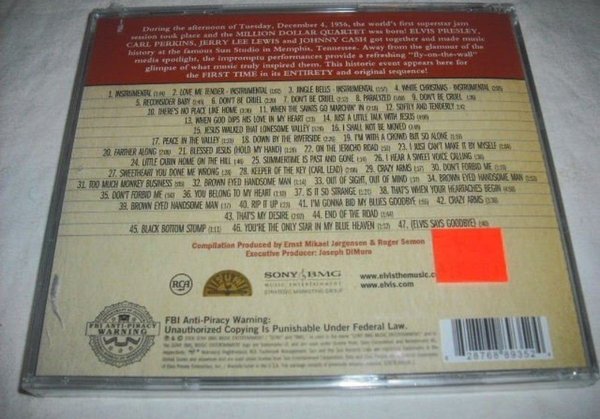 During the afternoon of Tuesday, December 4, 1956, the world's first superstar jam
session took place and the MILLION DOLLAR QUARTET was born! ELVIS PRESLEY,
CARL PERKINS, JERRY LEE LEWIS and JOHNNY CASH got together and made music
history at the famous Sun Studio in Memphis, Tennessee. Away from the glamour of the
media spotlight, the impromptu performances provide a refreshing "fly-on-the-wall"
glimpse of what music truly inspired them. This historic event appears here for
the FIRST TIME in its ENTIRETY and original sequence!
1. INSTRUMENTAL 2. LOVE ME TENDER - INSTRUMENTAL 3. JINGLE BELLS - INSTRUMENTAL 4. WHITE CHRISTMAS - INSTRUMENTAL
5. RECONSIDER BABY 6. DON'T BE CRUEL 7. DON'T BE CRUEL 8. PARALYZED 9. DON'T BE CRUEL
10. THERE'S NO PLACE LIKE HOME 11. WHEN THE SAINTS GO MARCHIN' IN 12. SOFTLY AND TENDERLY
13. WHEN GOD DIPS HIS LOVE IN MY HEART 14. JUST A LITTLE TALK WITH JESUS
15. JESUS WALKED THAT LONESOME VALLEY 16. I SHALL NOT BE MOVED
17. PEACE IN THE VALLEY 18. DOWN BY THE RIVERSIDE 19. I'M WITH A CROWD BUT SO ALONE
20. FARTHER ALONG 21. BLESSED JESUS (HOLD MY HAND) 22. ON THE JERICHO ROAD 23. I JUST CAN'T MAKE IT BY MYSELF
24. LITTLE CABIN HOME ON THE HILL 25. SUMMERTIME IS PAST AND GONE 26. I HEAR A SWEET VOICE CALLING
27. SWEETHEART YOU DONE ME WRONG 28. KEEPER OF THE KEY (CARL LEAD) 29. CRAZY ARMS 30. DON'T FORBID ME
31. TOO MUCH MONKEY BUSINESS 32. BROWN EYED HANDSOME MAN 33. OUT OF SIGHT, OUT OF MIND 34. BROWN EYED HANDSOME MAN
35. DON'T FORBID ME 36. YOU BELONG TO MY HEART 37. IS IT SO STRANGE 38. THAT'S WHEN YOUR HEARTACHES BEGIN
39. BROWN EYED HANDSOME MAN 40. RIP IT UP 41. I'M GONNA BID MY BLUES GOODBYE
42. CRAZY ARMS 43. THAT'S MY DESIRE 44. END OF THE ROAD
45. BLACK BOTTOM STOMP 46. YOU'RE THE ONLY STAR IN MY BLUE HEAVEN 47. (ELVIS SAYS GOODBYE)
Compilation Produced by Ernst Mikael Jørgensen & Roger Semon
Executive Producer: Joseph DiMuro
RCA
SONY BMG
MUSIC ENTERTAINMENT
STRATEGIC MARKETING GROUP
www.elvisthemusic.c
www.elvis.com
FBI ANTI-PIRACY
WARNING
FBI Anti-Piracy Warning:
Unauthorized Copying Is Punishable Under Federal Law.
28768 89352